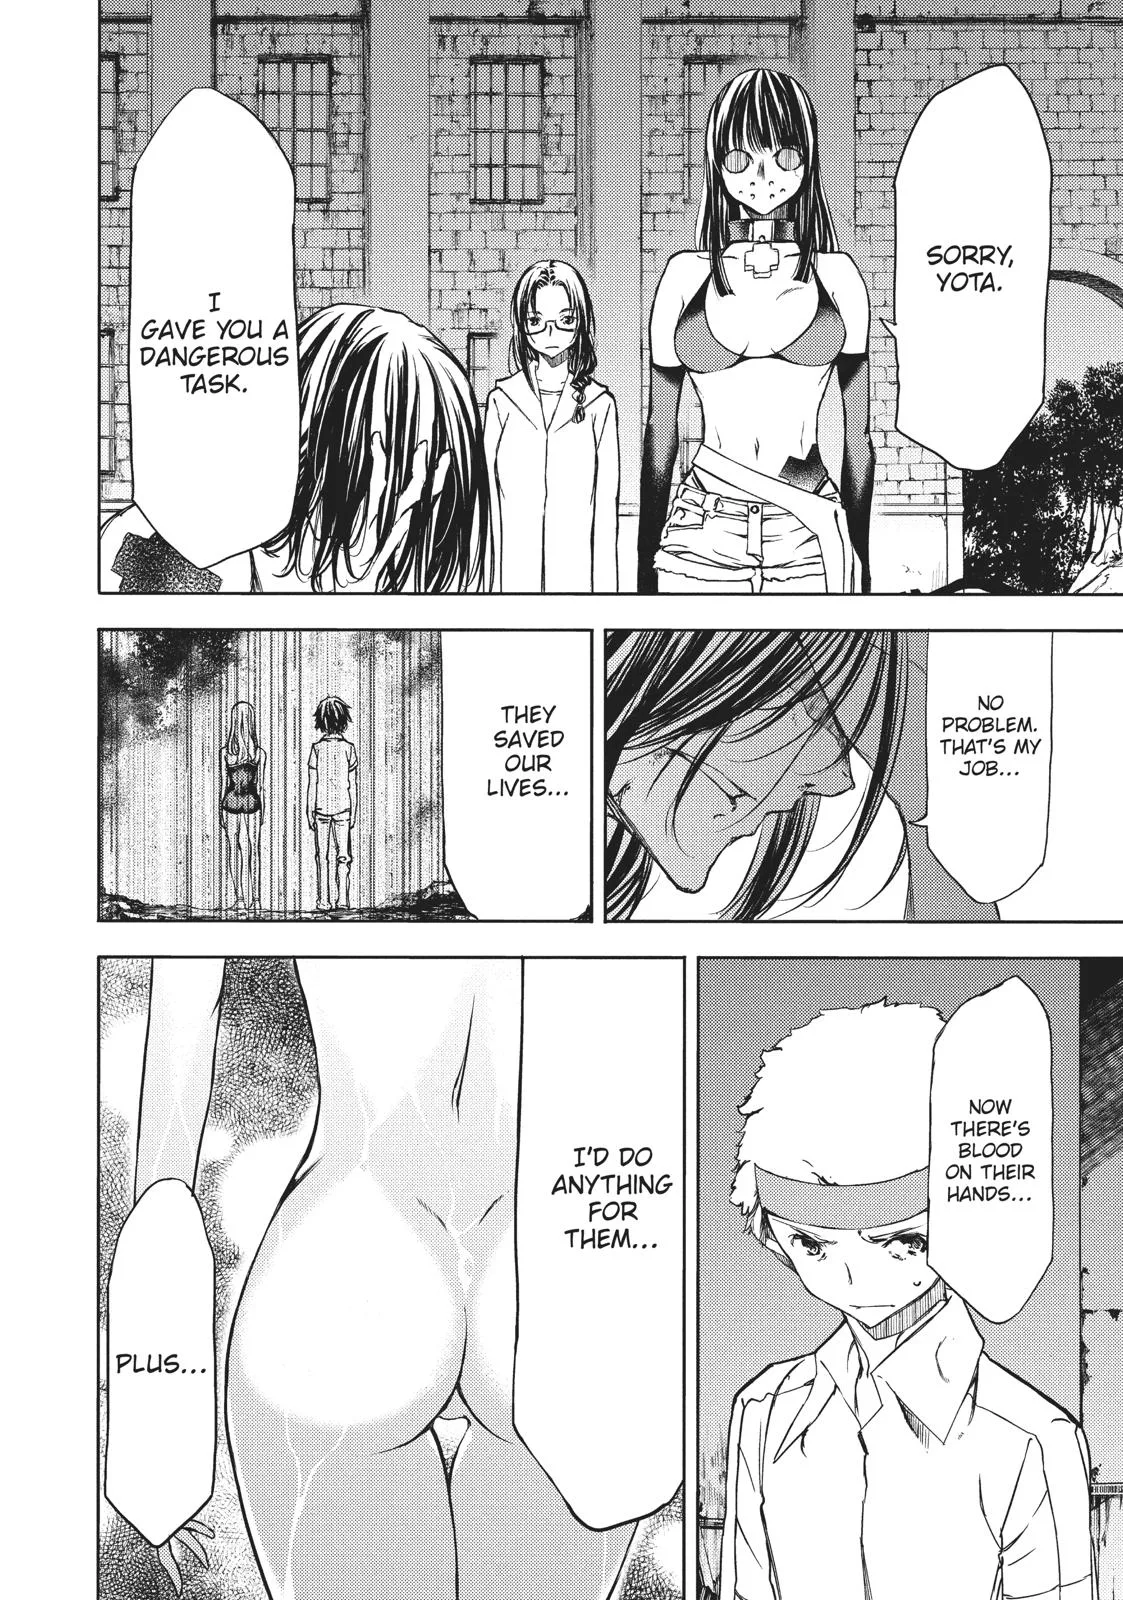 SORRY,
YOTA.
I
GAVE YOU A
DANGEROUS
TASK.
NO
PROBLEM.
THAT'S MY
JOB...
THEY
SAVED
OUR
LIVES...
NOW
THERE'S
BLOOD
ON THEIR
HANDS...
I'D DO
ANYTHING
FOR
THEM...
PLUS...